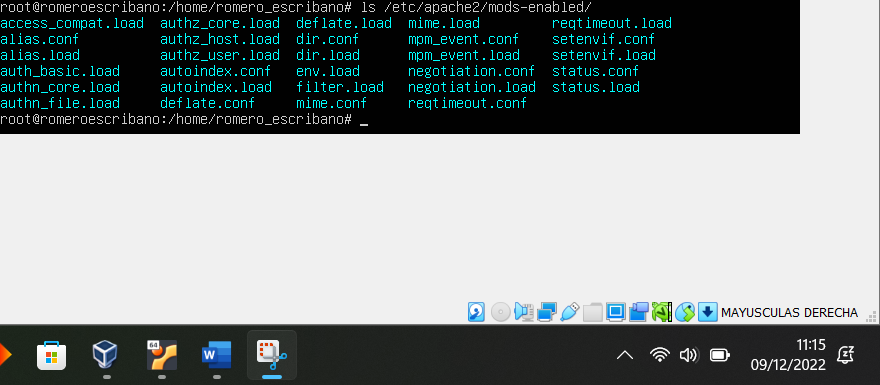 root@romeroescribano:/home/romero_escribano# ls /etc/apache2/mods-enabled/
access_compat.load authz_core.load deflate.load mime.load reqtimeout.load
alias.conf authz_host.load dir.conf mpm_event.conf setenvif.conf
alias.load authz_user.load dir.load mpm_event.load setenvif.load
auth_basic.load autoindex.conf env.load negotiation.conf status.conf
authn_core.load autoindex.load filter.load negotiation.load status.load
authn_file.load deflate.conf mime.conf reqtimeout.conf
root@romeroescribano:/home/romero_escribano# _
MAYUSCULAS DERECHA
64
W
11:15
09/12/2022